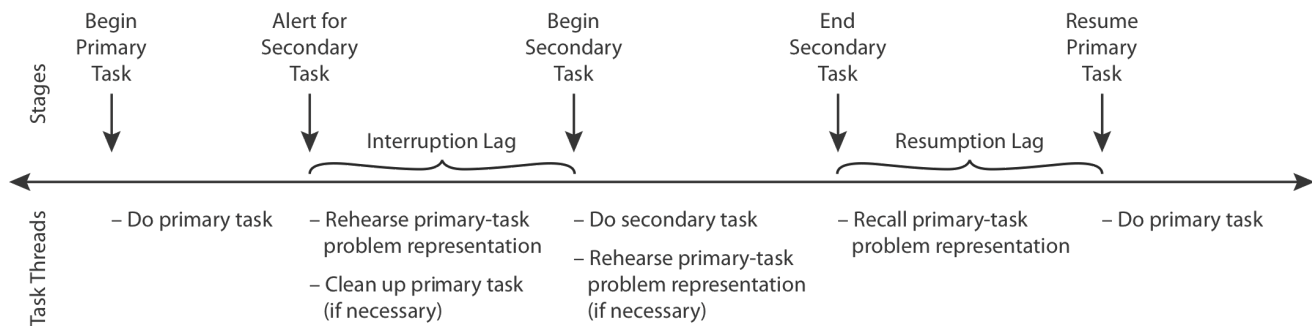 Stages
Begin
Primary
Task
Alert for
Secondary
Task
Begin
Secondary
Task
End
Secondary
Task
Resume
Primary
Task
Interruption Lag
Resumption Lag
Task Threads
– Do primary task
– Rehearse primary-task
problem representation
– Clean up primary task
(if necessary)
– Do secondary task
– Rehearse primary-task
problem representation
(if necessary)
– Recall primary-task
problem representation
– Do primary task